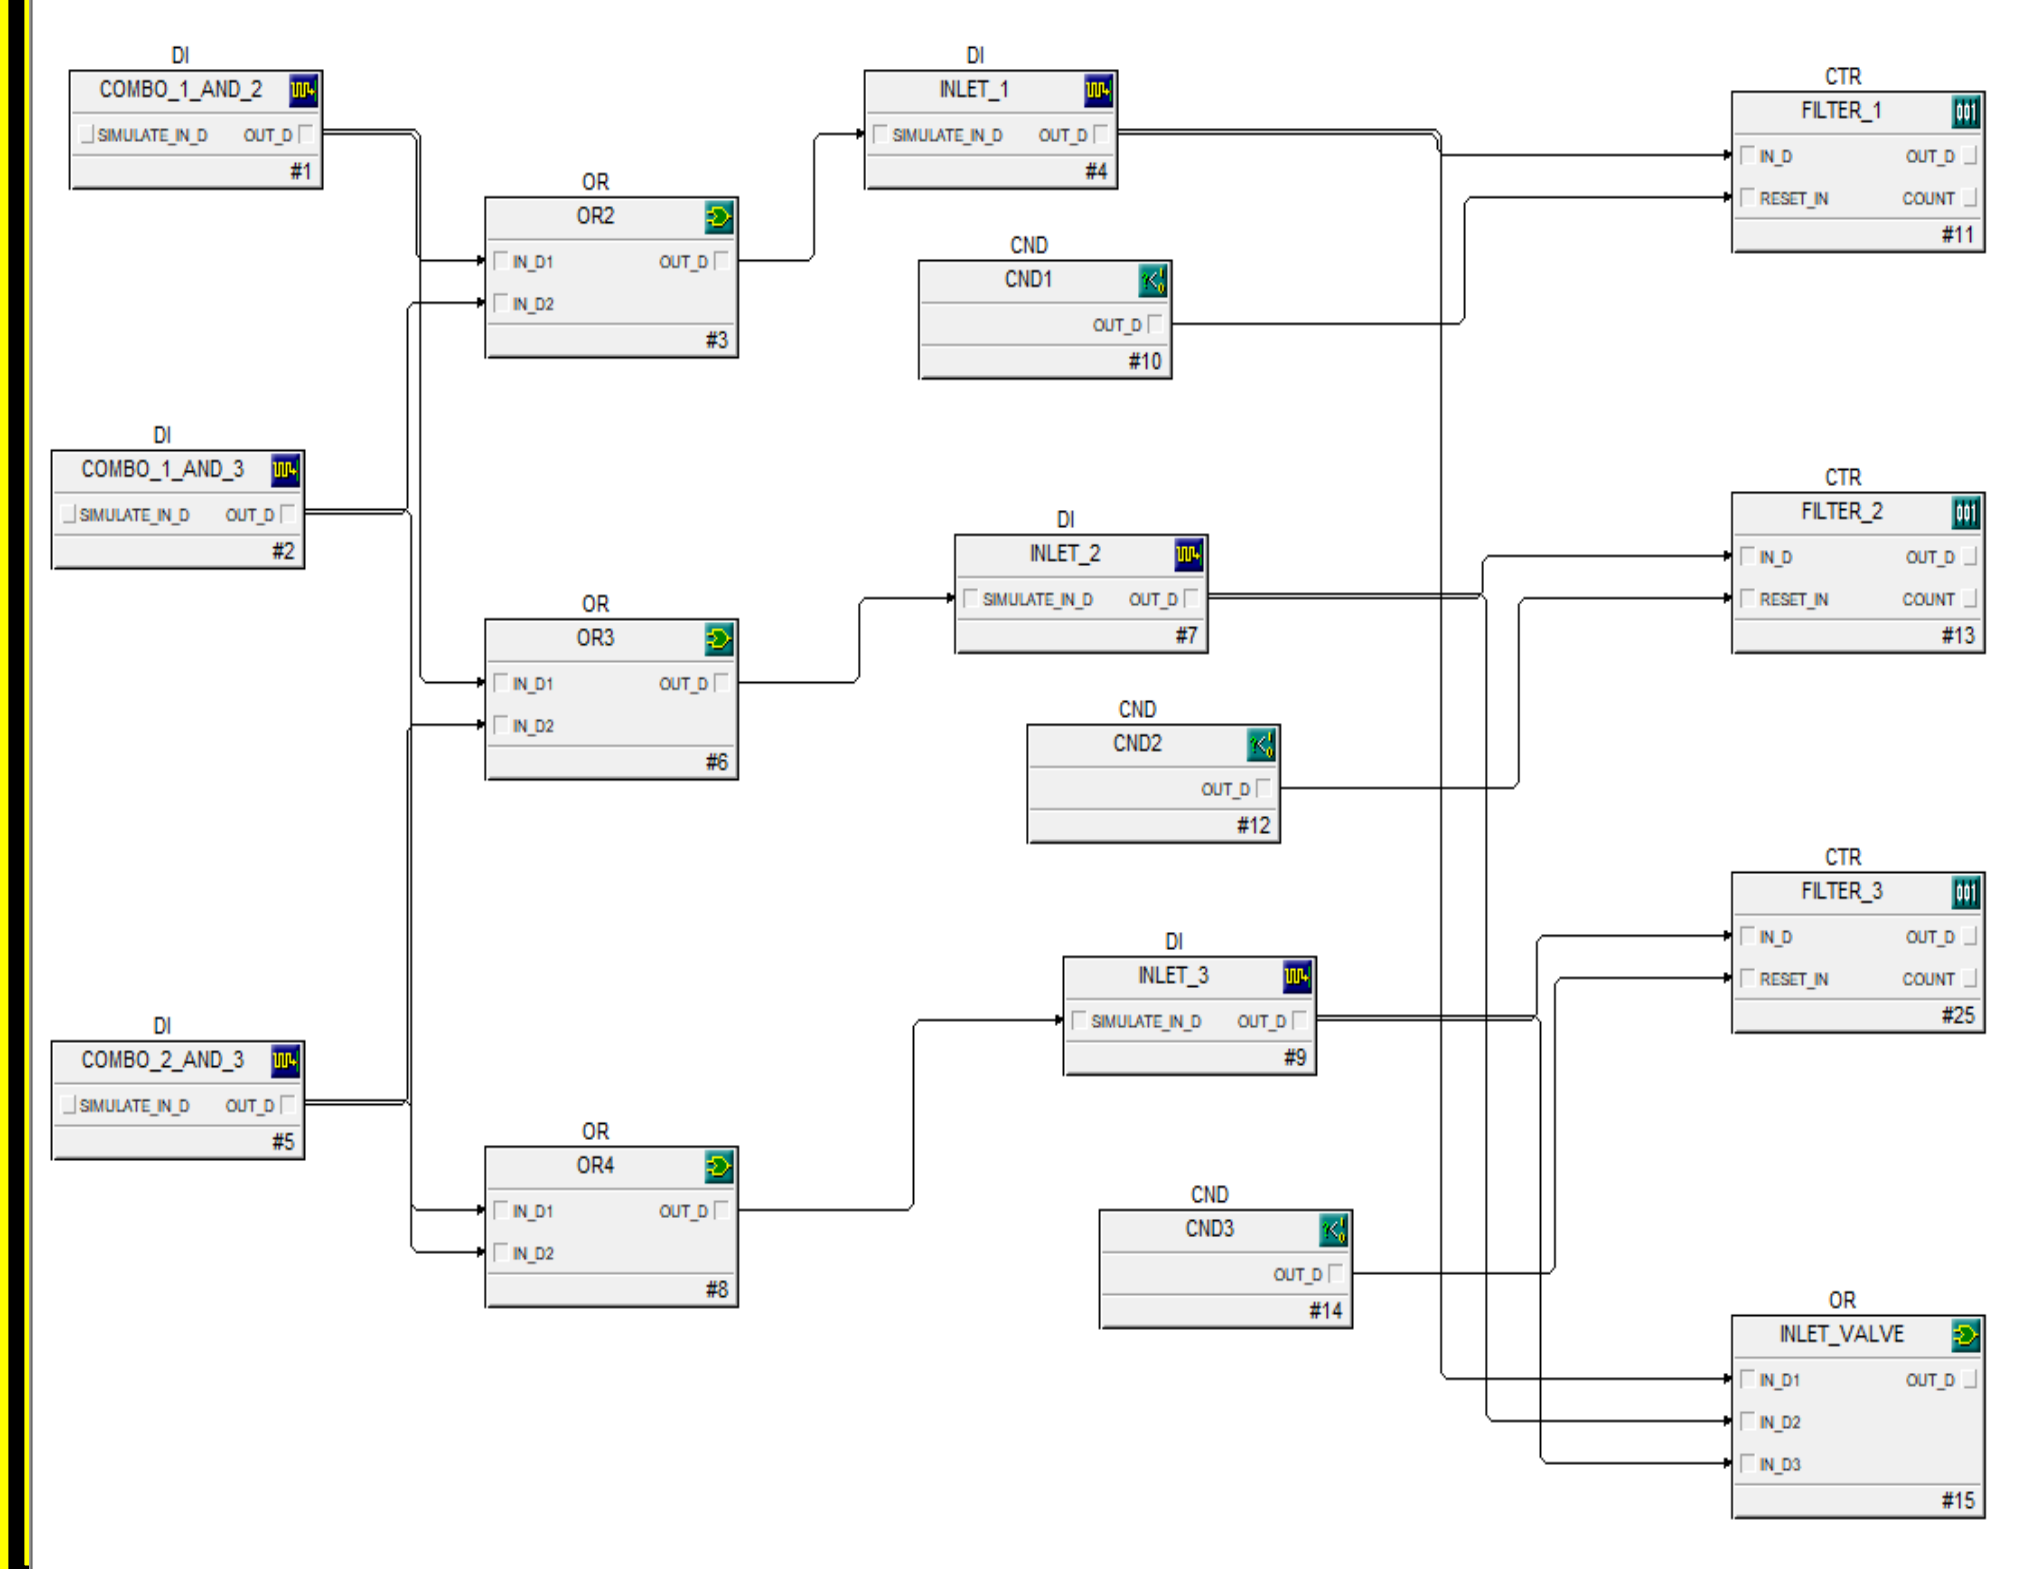 DI
COMBO_1_AND_2
SIMULATE_IN_D OUT_D
#1
DI
INLET_1
SIMULATE_IN_D OUT_D
#4
CTR
FILTER_1
001
IN_D OUT_D
RESET_IN COUNT
#11
OR
OR2
IN_D1 OUT_D
IN_D2
#3
CND
CND1
OUT_D
#10
DI
COMBO_1_AND_3
SIMULATE_IN_D OUT_D
#2
DI
INLET_2
SIMULATE_IN_D OUT_D
#7
CTR
FILTER_2
001
IN_D OUT_D
RESET_IN COUNT
#13
OR
OR3
IN_D1 OUT_D
IN_D2
#6
CND
CND2
OUT_D
#12
CTR
FILTER_3
001
IN_D OUT_D
RESET_IN COUNT
#25
DI
INLET_3
SIMULATE_IN_D OUT_D
#9
DI
COMBO_2_AND_3
SIMULATE_IN_D OUT_D
#5
OR
OR4
IN_D1 OUT_D
IN_D2
#8
CND
CND3
OUT_D
#14
OR
INLET_VALVE
IN_D1 OUT_D
IN_D2
IN_D3
#15